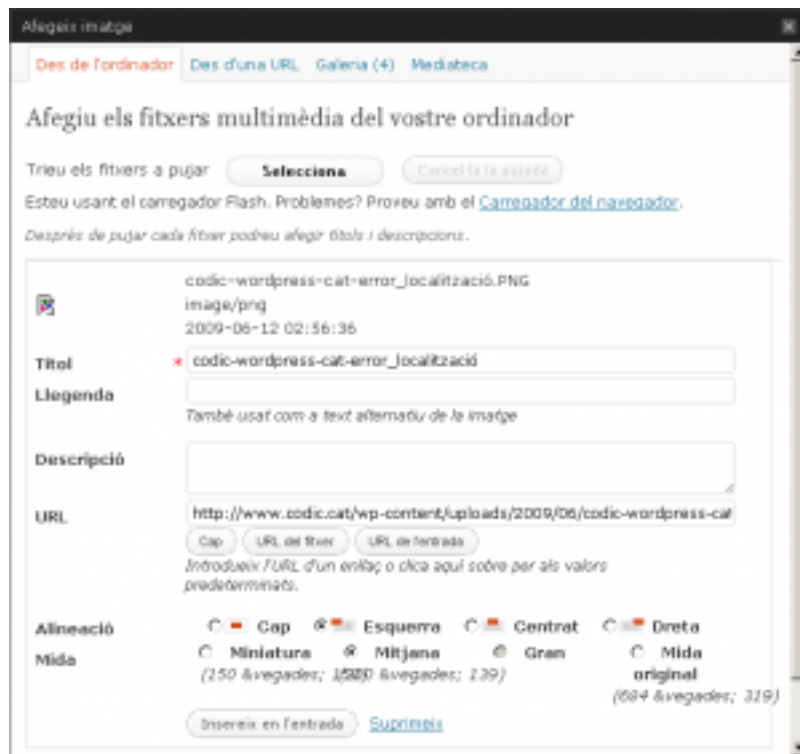 Afegeix imatge
Des de l'ordinador Des d'una URL Galeria (4) Mediateca
Afegiu els fitxers multimèdia del vostre ordinador
Trieu els fitxers a pujar Selecciona Cancel·la la pujada
Esteu usant el carregador Flash. Problemes? Proveu amb el Carregador del navegador.
Després de pujar cada fitxer podreu afegir títols i descripcions.
codic-wordpress-cat-error_localització.PNG
image/png
2009-06-12 02:56:36
Títol * codic-wordpress-cat-error_localització
Llegenda
També usat com a text alternatiu de la imatge
Descripció
URL http://www.codic.cat/wp-content/uploads/2009/06/codic-wordpress-cat
Cap URL del fitxer URL de l'entrada
Introdueix l'URL d'un enllaç o clica aquí sobre per als valors
predeterminats.
Alineació Cap Esquerra Centrat Dreta
Mida Miniatura Mitjana Gran Mida
original
(150 &vegades; &vegades; 139)
(684 &vegades; 319)
Insereix en l'entrada Suprimeix